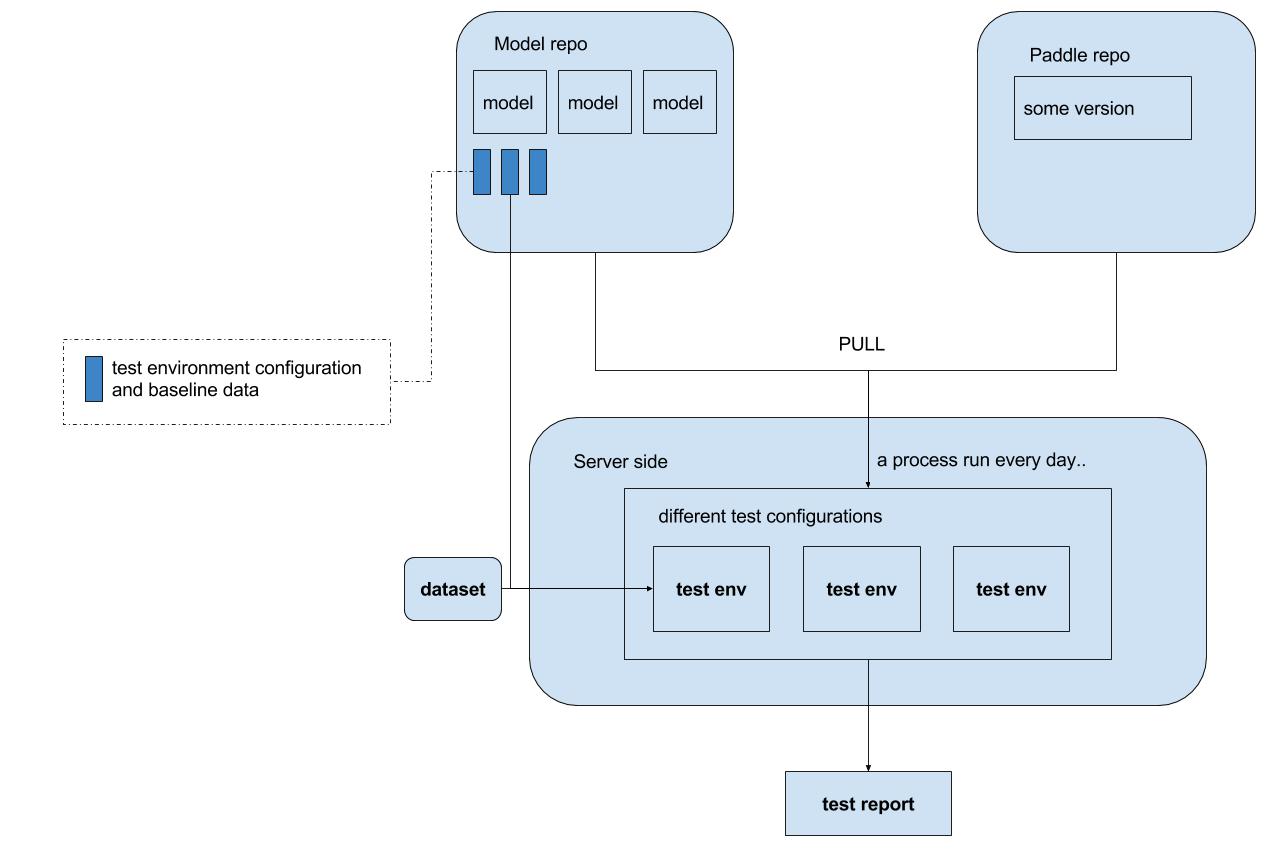 Model repo
model
model
model
Paddle repo
some version
test environment configuration
and baseline data
PULL
Server side
a process run every day..
different test configurations
dataset
test env
test env
test env
test report